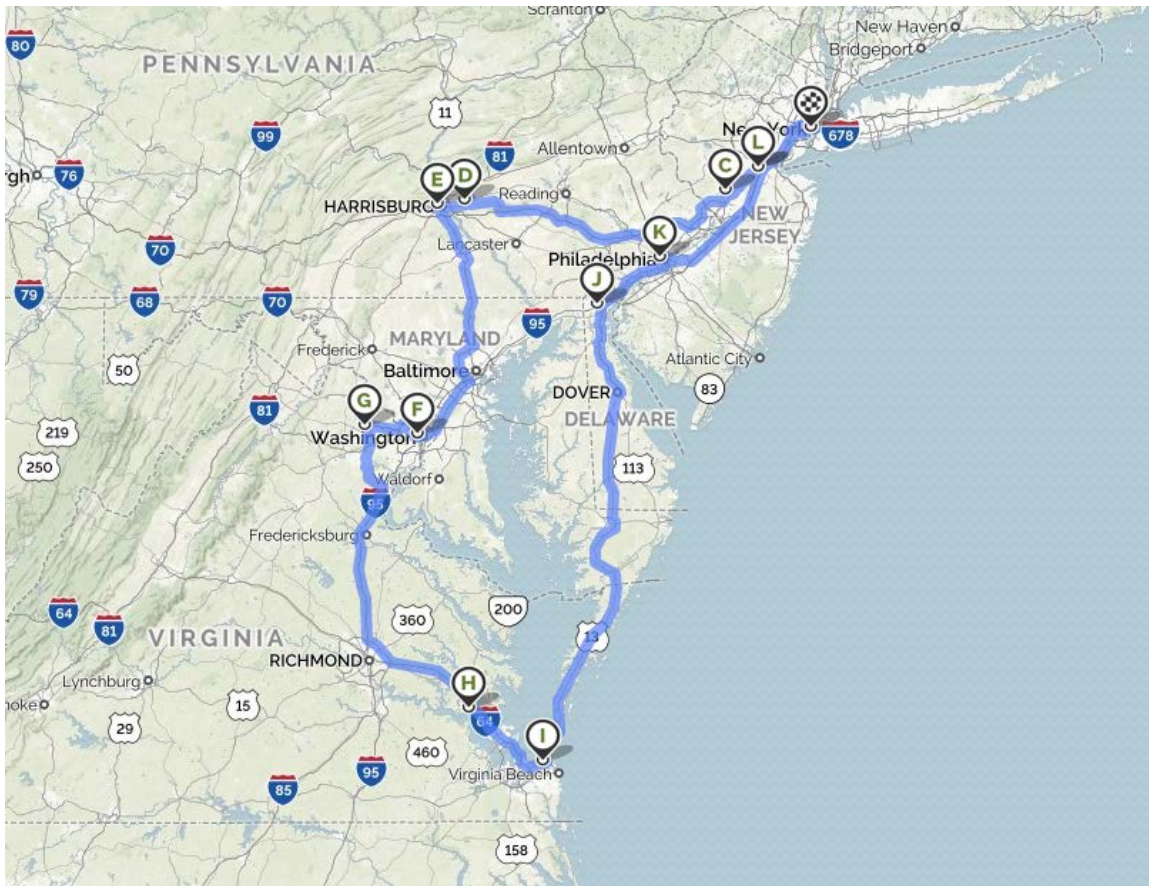 Scranton
New Haven
Bridgeport
80
PENNSYLVANIA
11
99
New York
678
L
81
Allentown
C
76
E
D
Reading
HARRISBURG
NEW
JERSEY
K
70
Lancaster
Philadelphia
J
79
68
70
95
MARYLAND
Frederick
Atlantic City
50
Baltimore
83
DOVER
G
F
81
DELAWARE
219
Washington
250
113
Waldorf
95
Fredericksburg
200
64
360
81
13
VIRGINIA
RICHMOND
Lynchburg
H
15
64
29
I
460
95
Virginia Beach
85
158